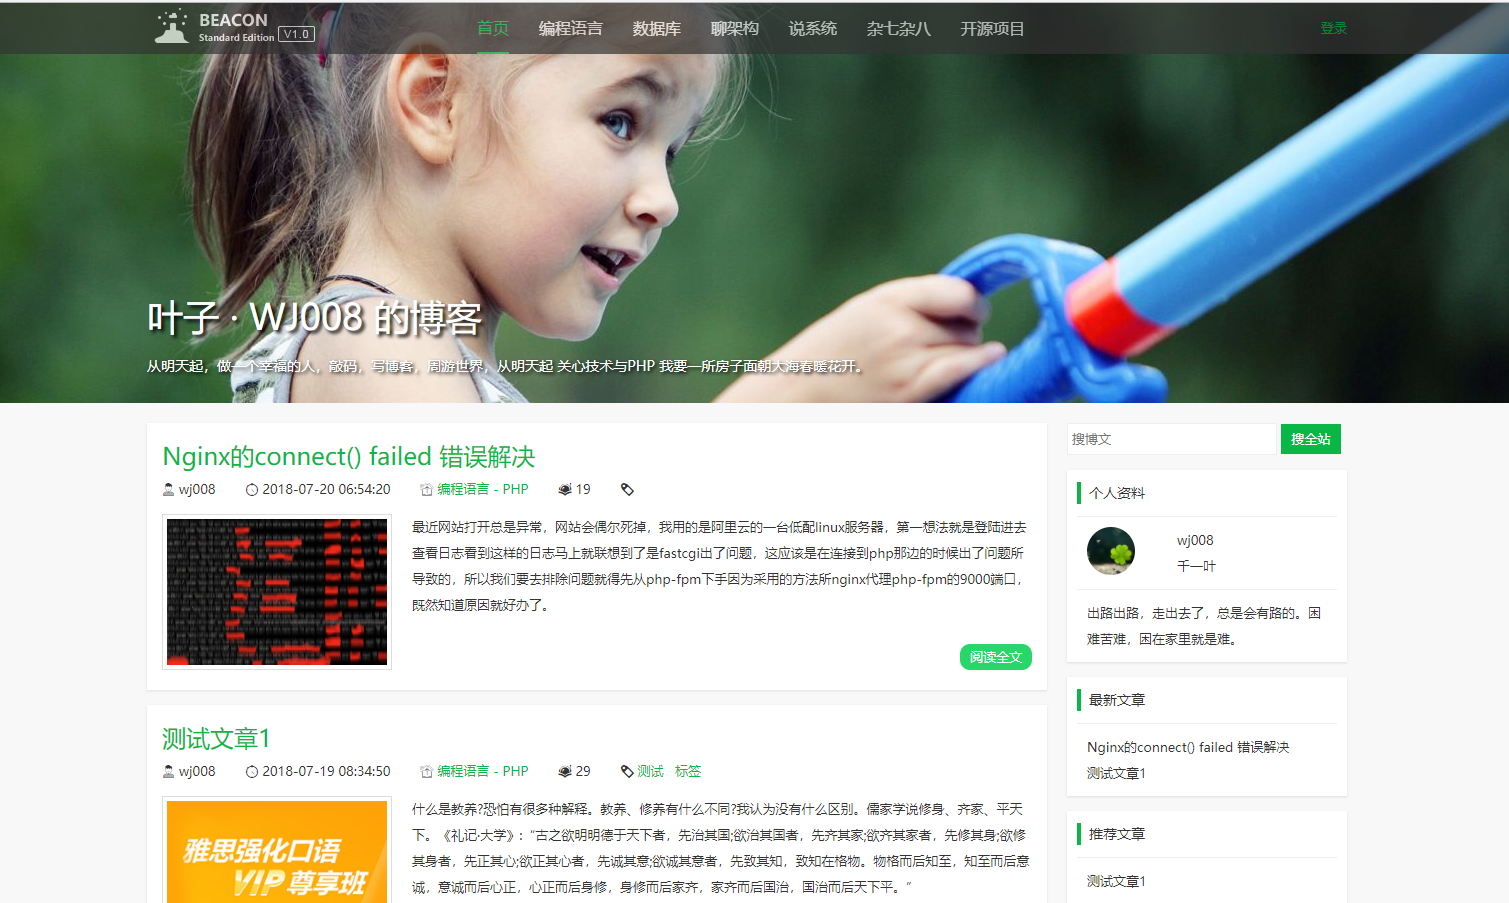 BEACON
Standard Edition V1.0
首页 编程语言 数据库 聊架构 说系统 杂七杂八 开源项目 登录
叶子 · WJ008 的博客
从明天起，做一个幸福的人，敲码，写博客，周游世界，从明天起 关心技术与PHP 我要一所房子面朝大海春暖花开。
Nginx的connect() failed 错误解决
wj008 2018-07-20 06:54:20 编程语言 - PHP 19
最近网站打开总是异常，网站会偶尔死掉，我用的是阿里云的一台低配linux服务器，第一想法就是登陆进去
查看日志看到这样的日志马上就联想到了是fastcgi出了问题，这应该是在连接到php那边的时候出了问题所
导致的，所以我们要去排除问题就得先从php-fpm下手因为采用的方法所nginx代理php-fpm的9000端口，
既然知道原因就好办了。
阅读全文
测试文章1
wj008 2018-07-19 08:34:50 编程语言 - PHP 29 测试 标签
雅思强化口语
VIP 尊享班
什么是教养?恐怕有很多种解释。教养、修养有什么不同?我认为没有什么区别。儒家学说修身、齐家、平天
下。《礼记·大学》: “古之欲明明德于天下者，先治其国;欲治其国者，先齐其家;欲齐其家者，先修其身;欲修
其身者，先正其心;欲正其心者，先诚其意;欲诚其意者，先致其知，致知在格物。物格而后知至，知至而后意
诚，意诚而后心正，心正而后身修，身修而后家齐，家齐而后国治，国治而后天下平。”
搜博文 搜全站
个人资料
wj008
千一叶
出路出路，走出去了，总是会有路的。困
难苦难，困在家里就是难。
最新文章
Nginx的connect() failed 错误解决
测试文章1
推荐文章
测试文章1